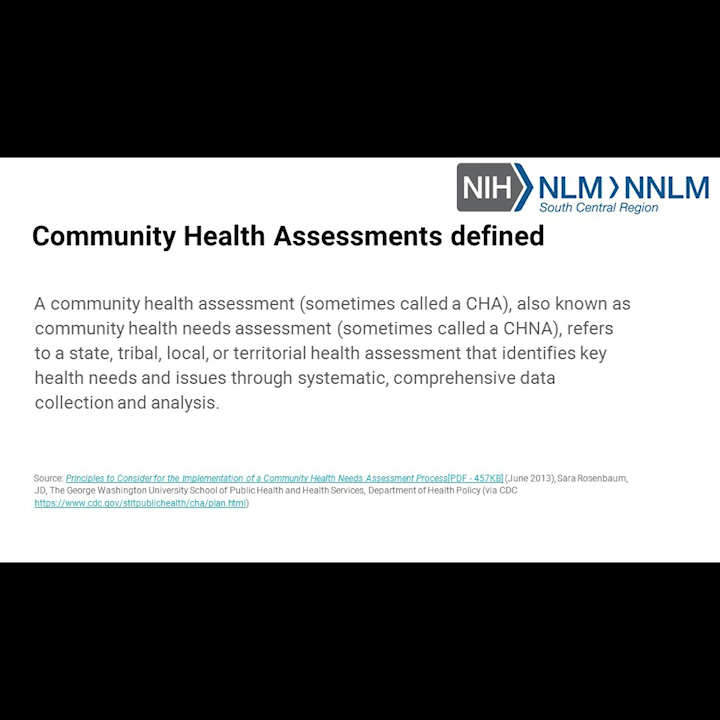 NIH NLM NNLM
South Central Region
Community Health Assessments defined
A community health assessment (sometimes called a CHA), also known as
community health needs assessment (sometimes called a CHNA), refers
to a state, tribal, local, or territorial health assessment that identifies key
health needs and issues through systematic, comprehensive data
collection and analysis.
Source: Principles to Consider for the Implementation of a Community Health Needs Assessment Process[PDF - 457KB] (June 2013), Sara Rosenbaum,
JD, The George Washington University School of Public Health and Health Services, Department of Health Policy (via CDC
https://www.cdc.gov/stltpublichealth/cha/plan.html)